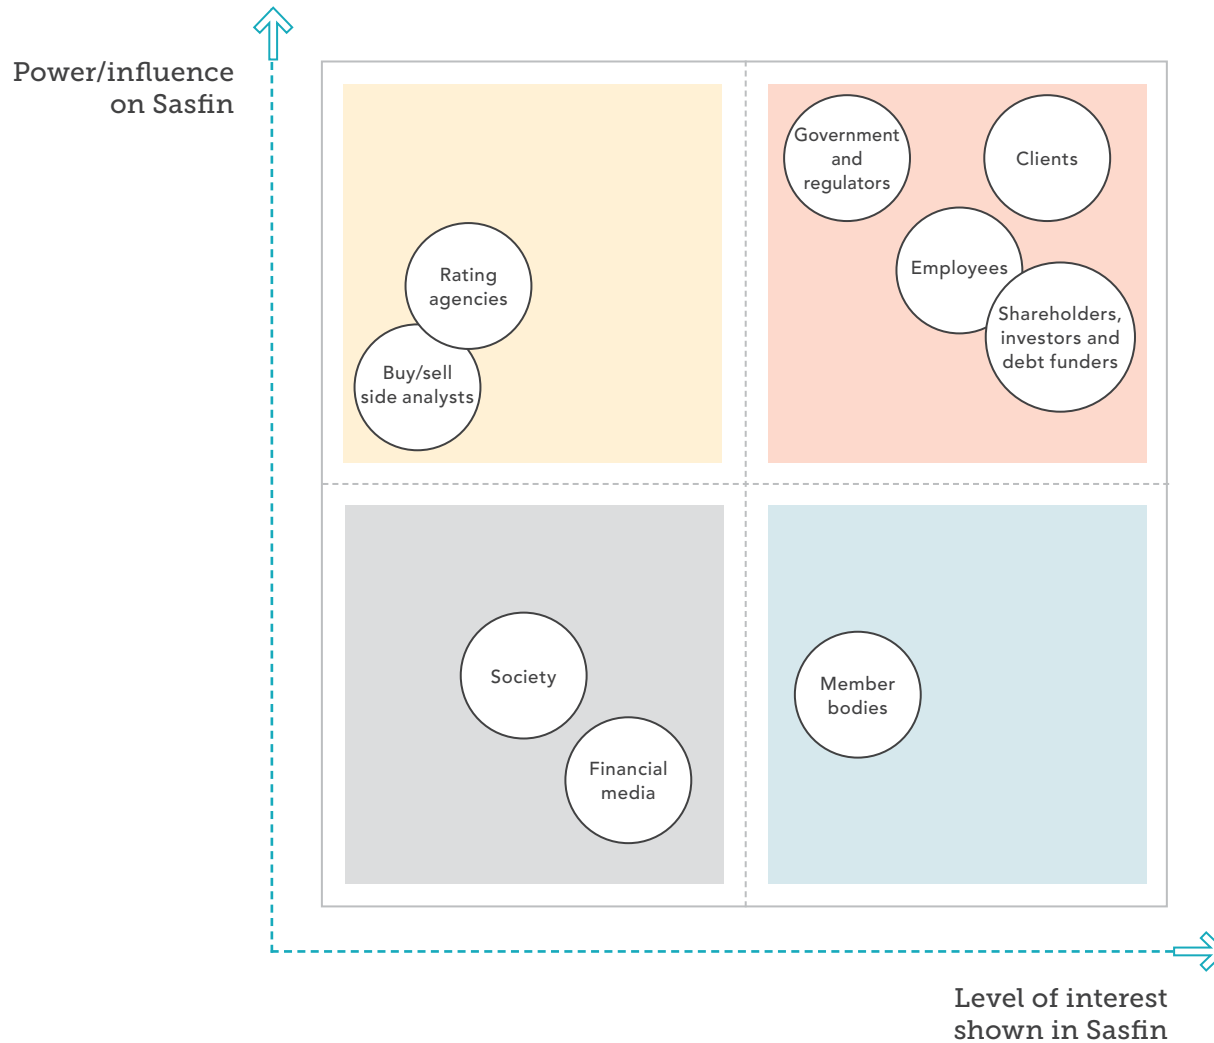 Power/influence
on Sasfin
Government
and
regulators
Clients
Employees
Shareholders,
investors and
debt funders
Rating
agencies
Buy/sell
side analysts
Society
Financial
media
Member
bodies
Level of interest
shown in Sasfin